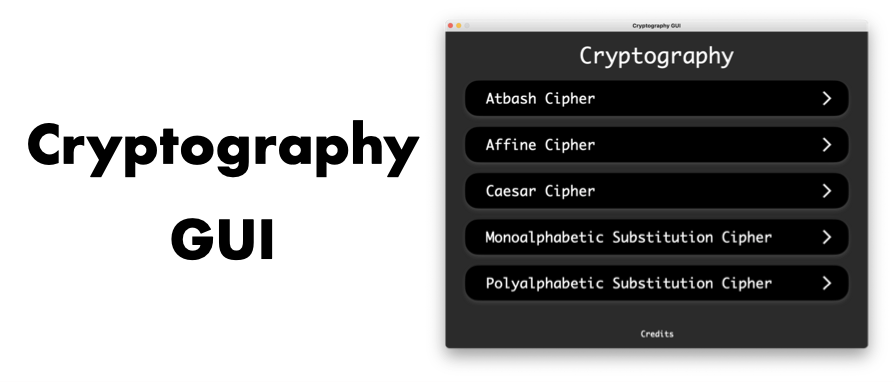 Cryptography
GUI
Cryptography GUI
Cryptography
Atbash Cipher
Affine Cipher
Caesar Cipher
Monoalphabetic Substitution Cipher
Polyalphabetic Substitution Cipher
Credits